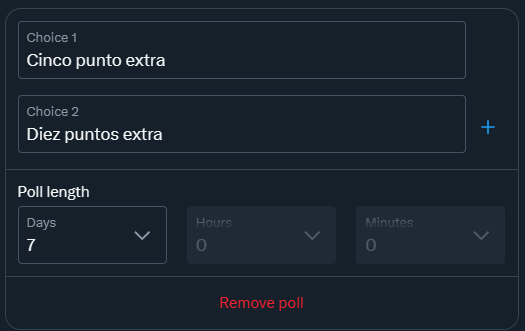 Choice 1
Cinco punto extra
Choice 2
Diez puntos extra
Poll length
Days
Hours
Minutes
7
0
0
Remove poll